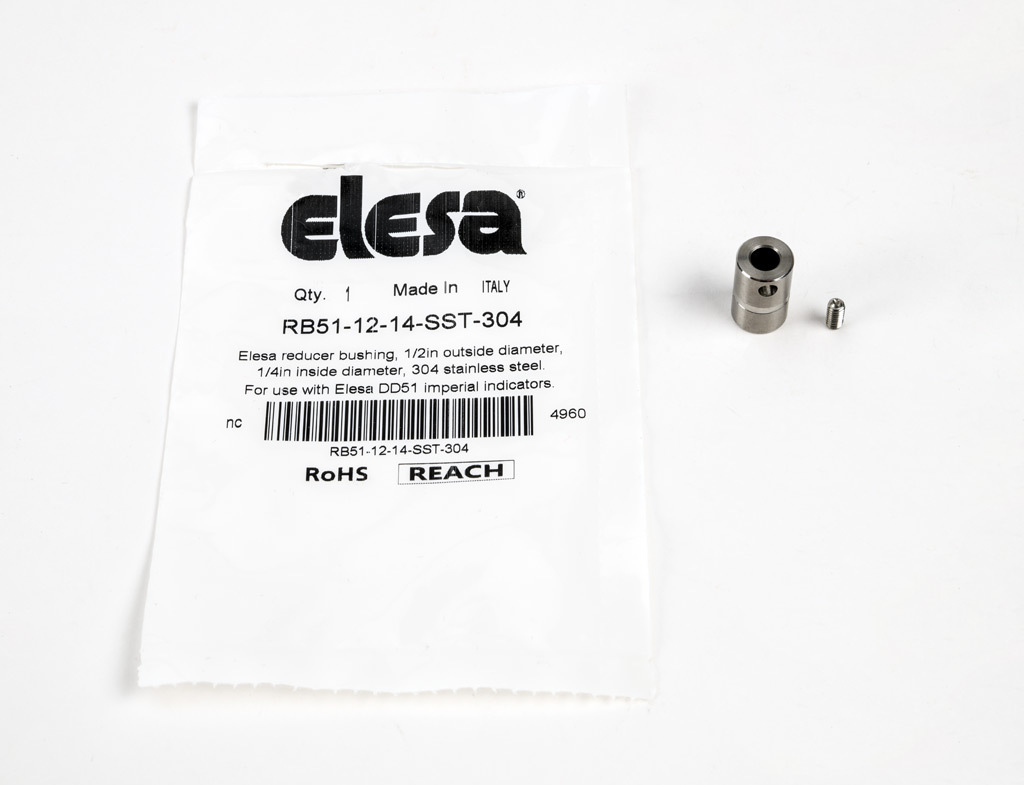 elesa®
Qty. 1 Made In ITALY
RB51-12-14-SST-304
Elesa reducer bushing, 1/2in outside diameter,
1/4in inside diameter, 304 stainless steel.
For use with Elesa DD51 imperial indicators.
nc 4960
RB51-12-14-SST-304
RoHS REACH